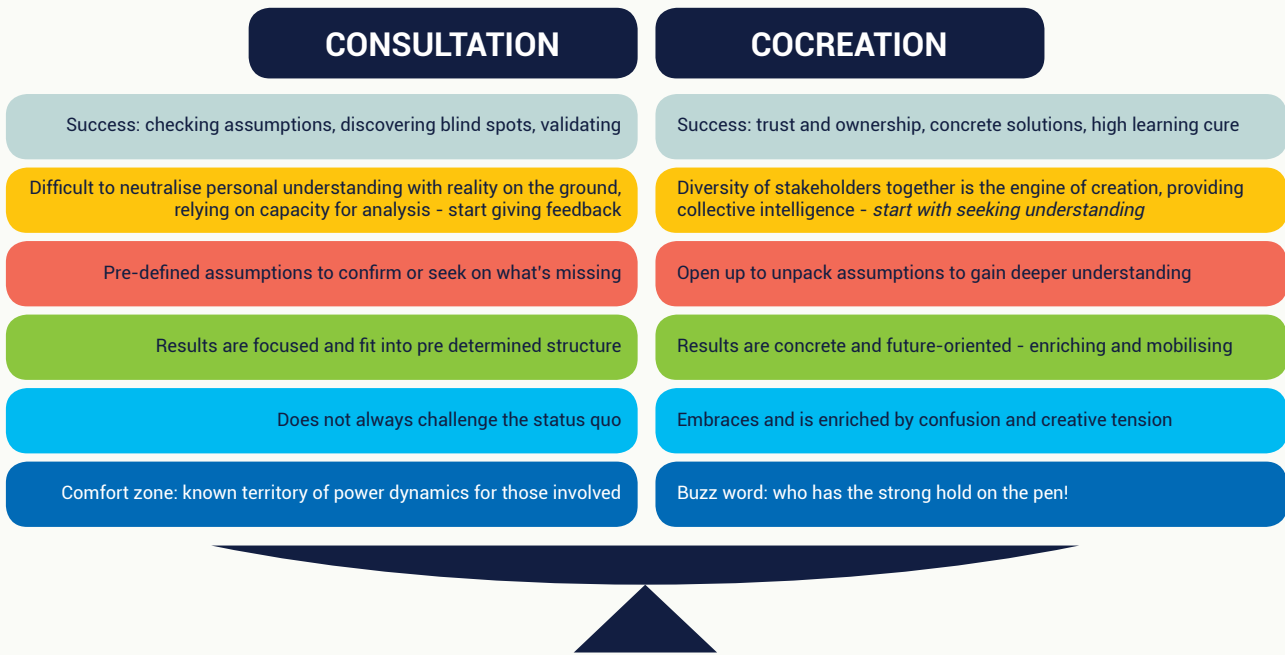 CONSULTATION
COCREATION
Success: checking assumptions, discovering blind spots, validating
Success: trust and ownership, concrete solutions, high learning cure
Difficult to neutralise personal understanding with reality on the ground,
relying on capacity for analysis - start giving feedback
Diversity of stakeholders together is the engine of creation, providing
collective intelligence - start with seeking understanding
Pre-defined assumptions to confirm or seek on what's missing
Open up to unpack assumptions to gain deeper understanding
Results are focused and fit into pre determined structure
Results are concrete and future-oriented - enriching and mobilising
Does not always challenge the status quo
Embraces and is enriched by confusion and creative tension
Comfort zone: known territory of power dynamics for those involved
Buzz word: who has the strong hold on the pen!